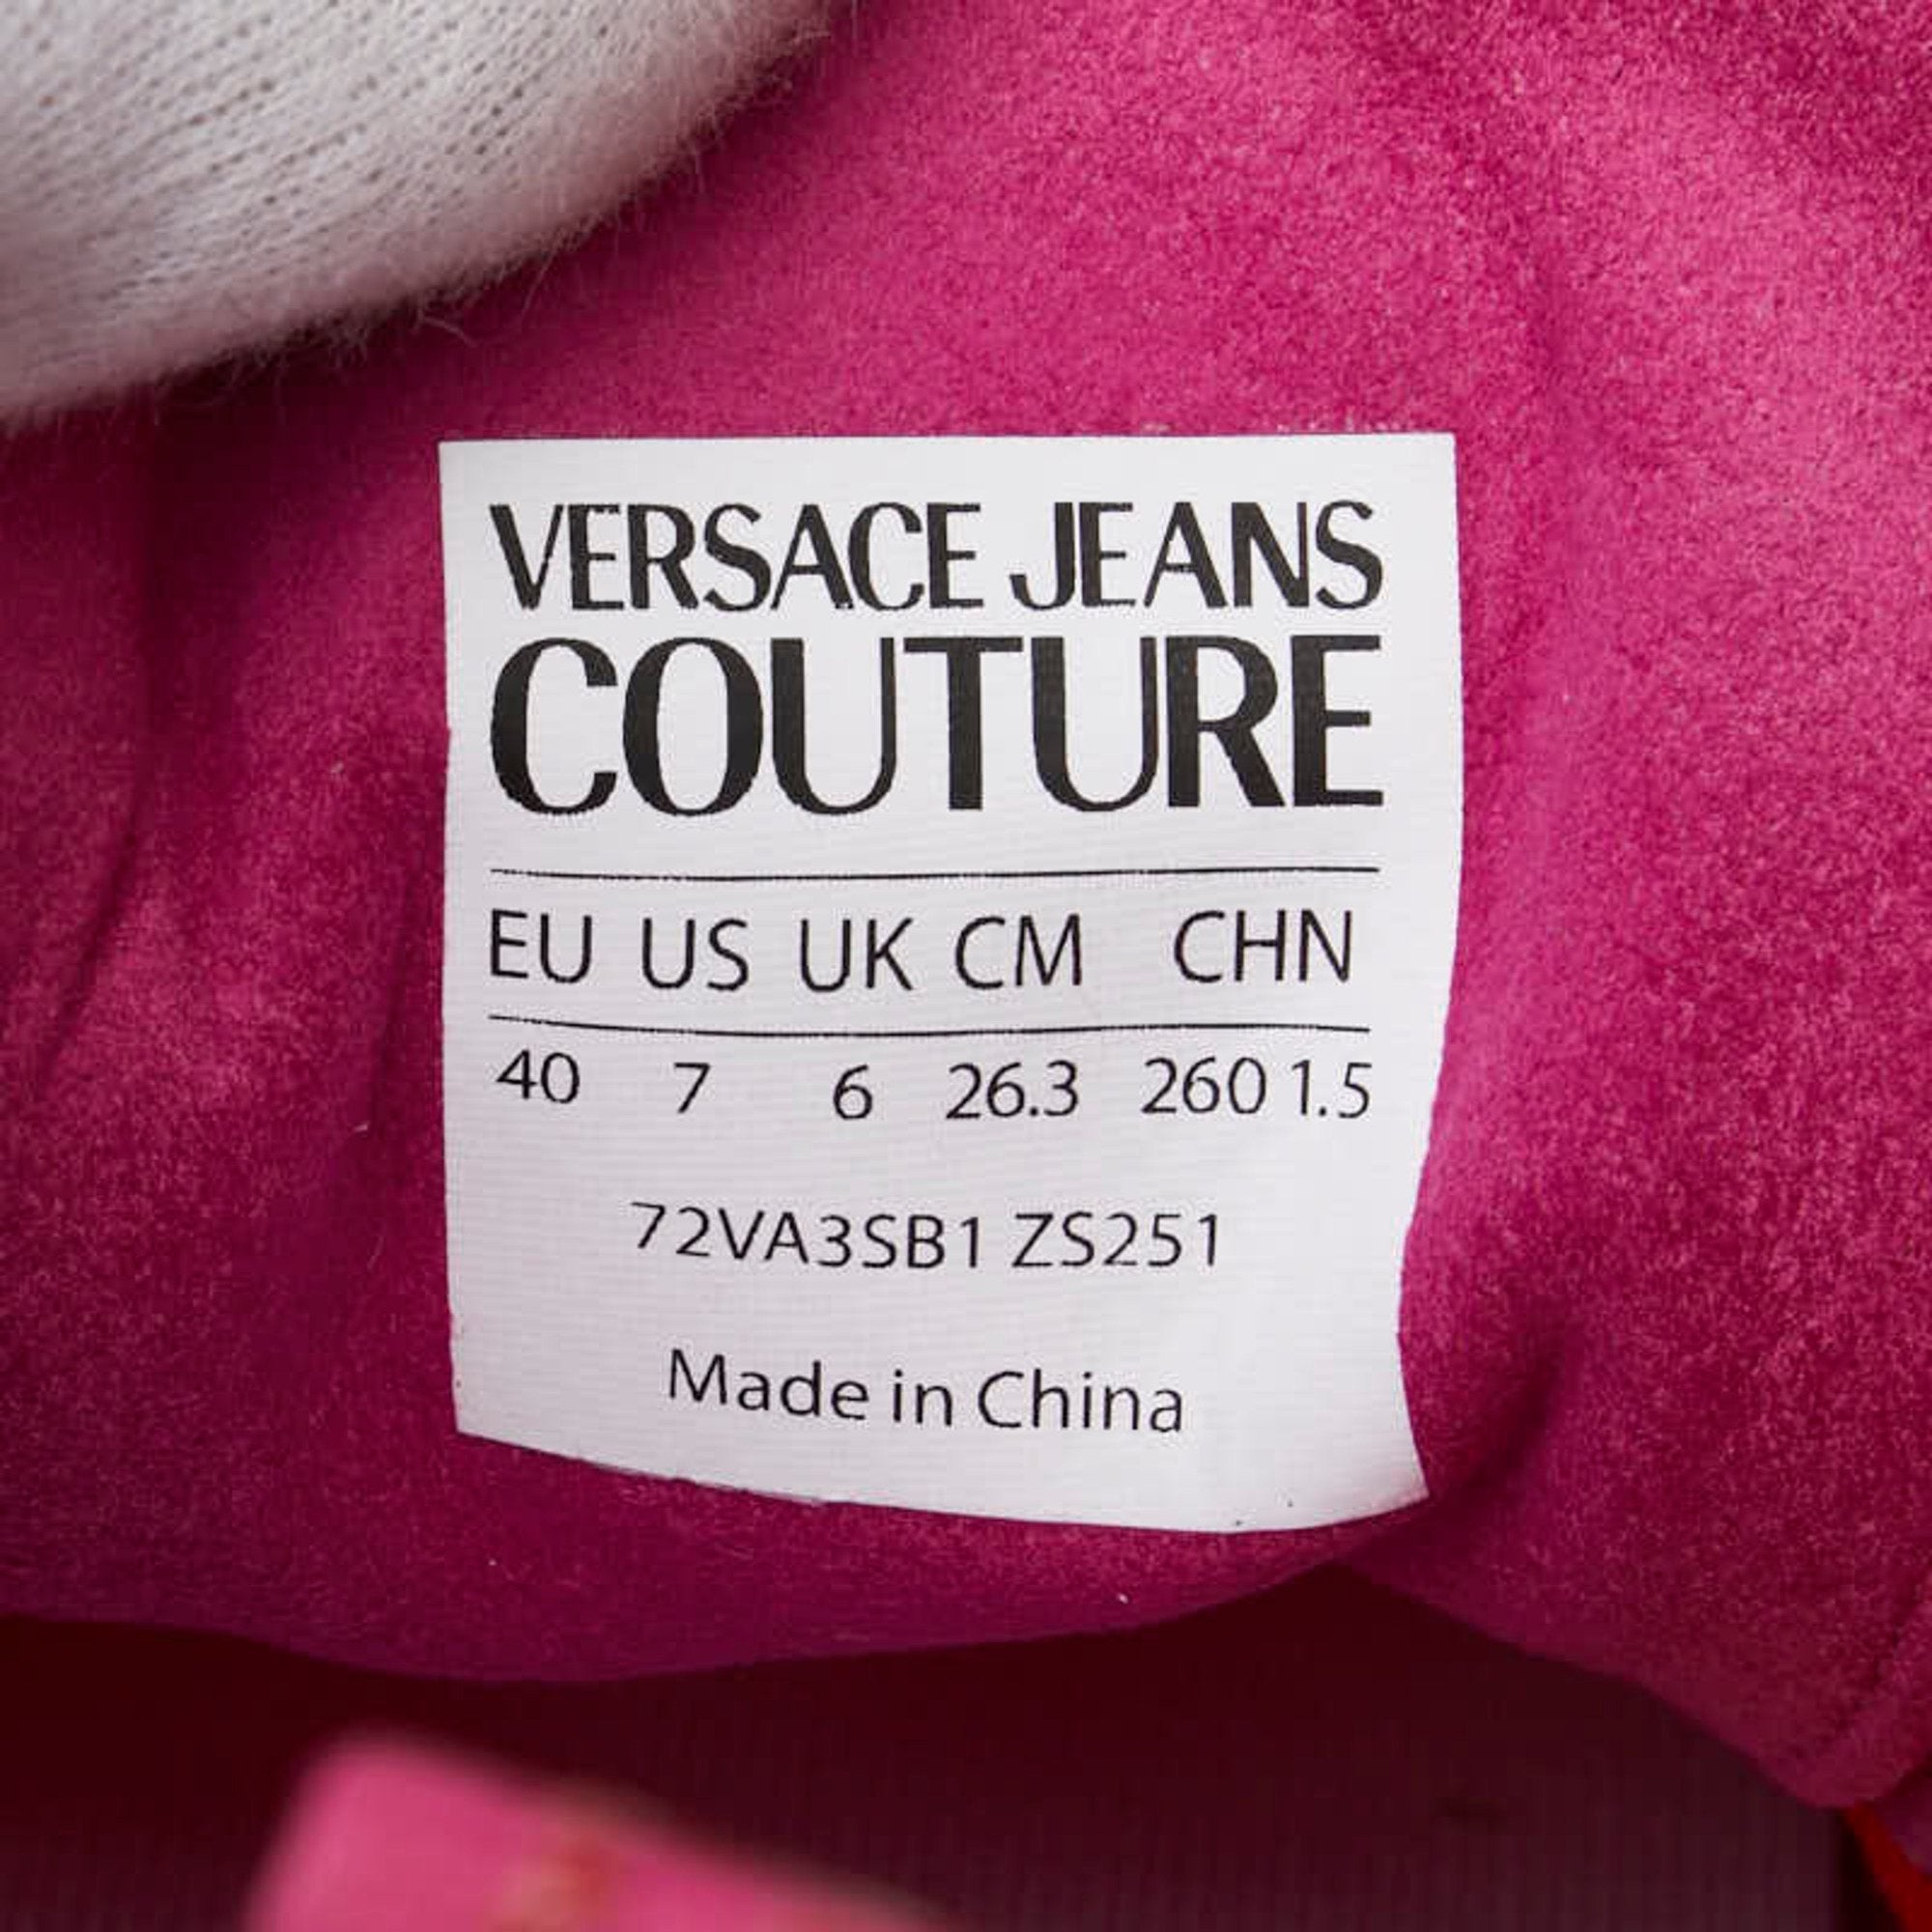 VERSACE JEANS
COUTURE
EU US UK CM CHN
40 7 6 26.3 260 1.5
72VA3SB1 ZS251
Made in China